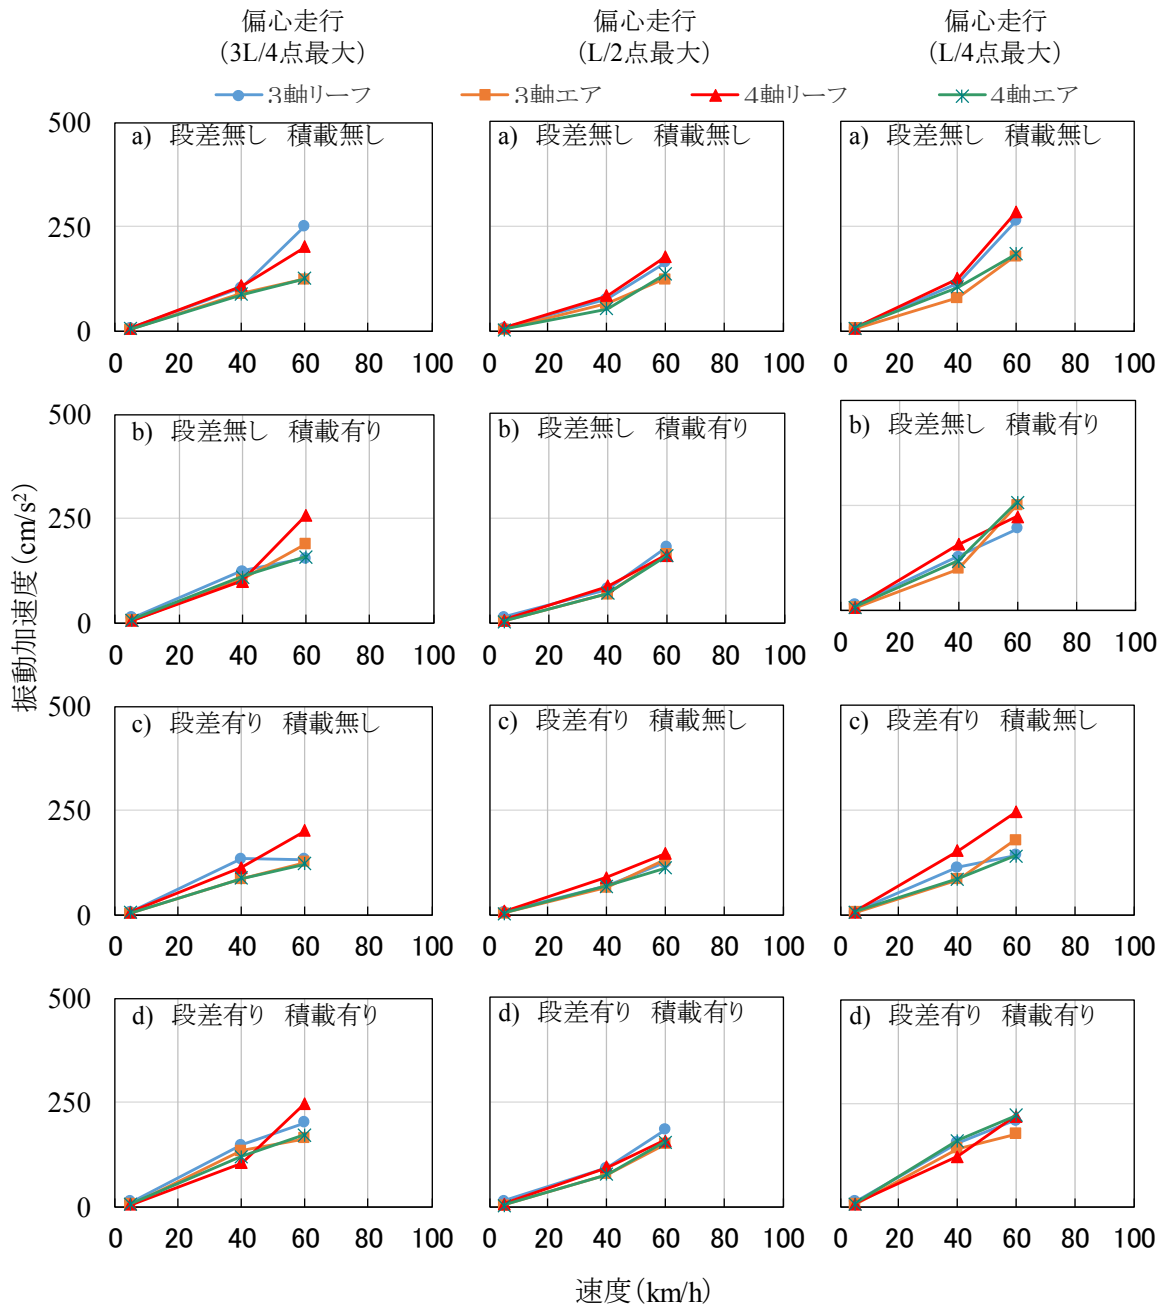 偏心走行 偏心走行 偏心走行
(3L/4点最大) (L/2点最大) (L/4点最大)
3軸リーフ 3軸エア 4軸リーフ 4軸エア
500
a) 段差無し 積載無し a) 段差無し 積載無し a) 段差無し 積載無し
250
0
0 20 40 60 80 100 0 20 40 60 80 100 0 20 40 60 80 100
500
b) 段差無し 積載有り b) 段差無し 積載有り b) 段差無し 積載有り
250
0
0 20 40 60 80 100 0 20 40 60 80 100 0 20 40 60 80 100
振動加速度(cm/s²)
500
c) 段差有り 積載無し c) 段差有り 積載無し c) 段差有り 積載無し
250
0
0 20 40 60 80 100 0 20 40 60 80 100 0 20 40 60 80 100
500
d) 段差有り 積載有り d) 段差有り 積載有り d) 段差有り 積載有り
250
0
0 20 40 60 80 100 0 20 40 60 80 100 0 20 40 60 80 100
速度(km/h)